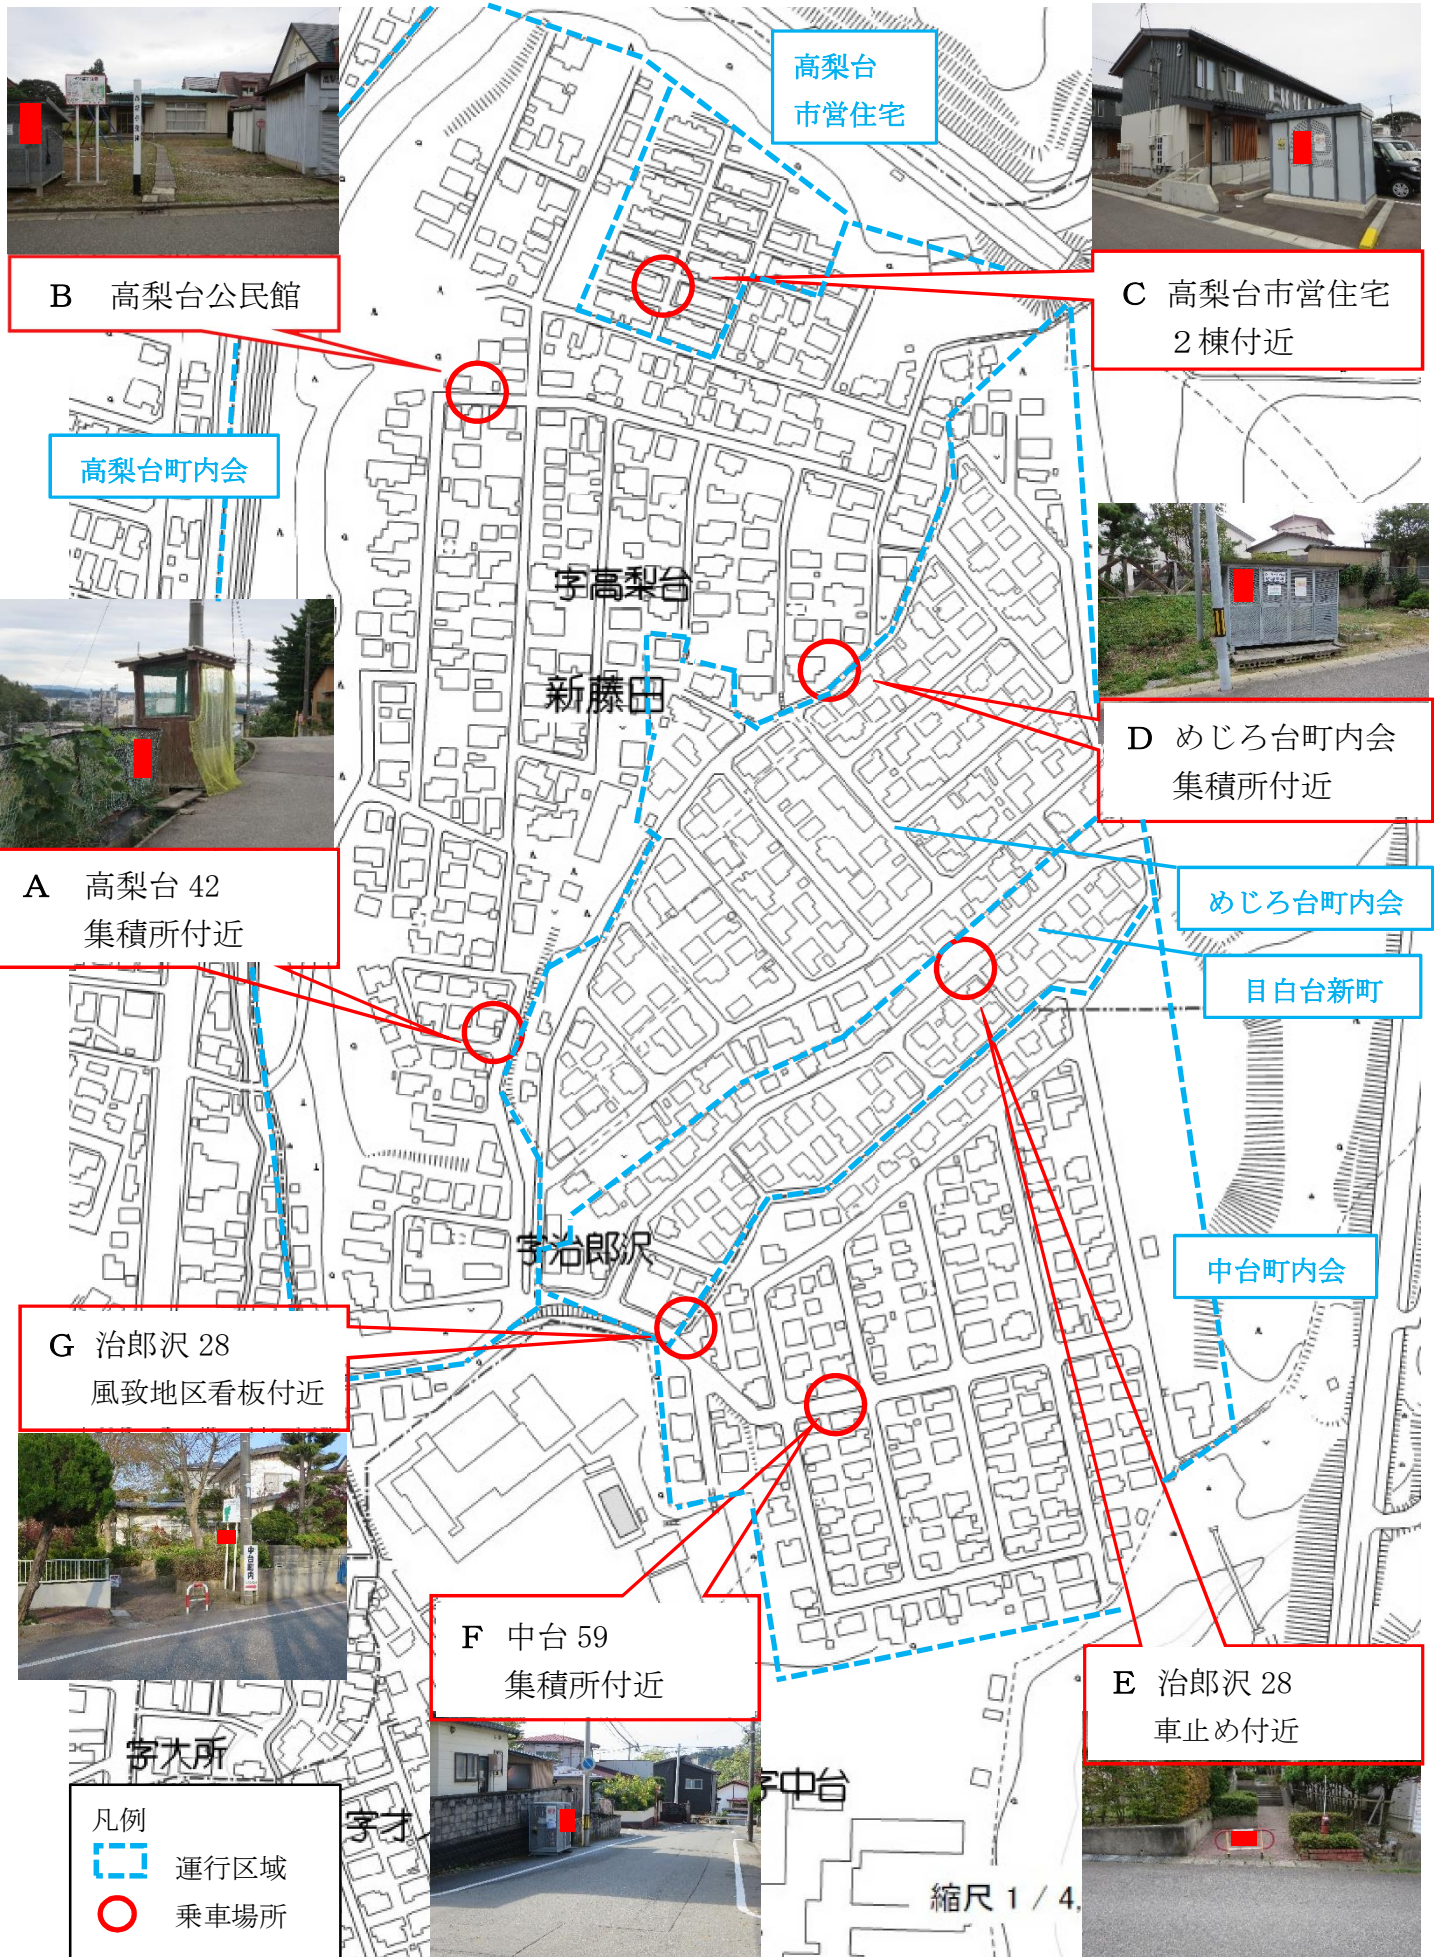 高梨台
市営住宅
B 高梨台公民館
C 高梨台市営住宅
２棟付近
高梨台町内会
字高梨台
新藤田
D めじろ台町内会
集積所付近
A 高梨台 42
集積所付近
めじろ台町内会
目白台新町
字治郎沢
中台町内会
G 治郎沢 28
風致地区看板付近
中台町内
F 中台 59
集積所付近
E 治郎沢 28
車止め付近
字大所
字中台
字オ
凡例
運行区域
乗車場所
縮尺 1 / 4,